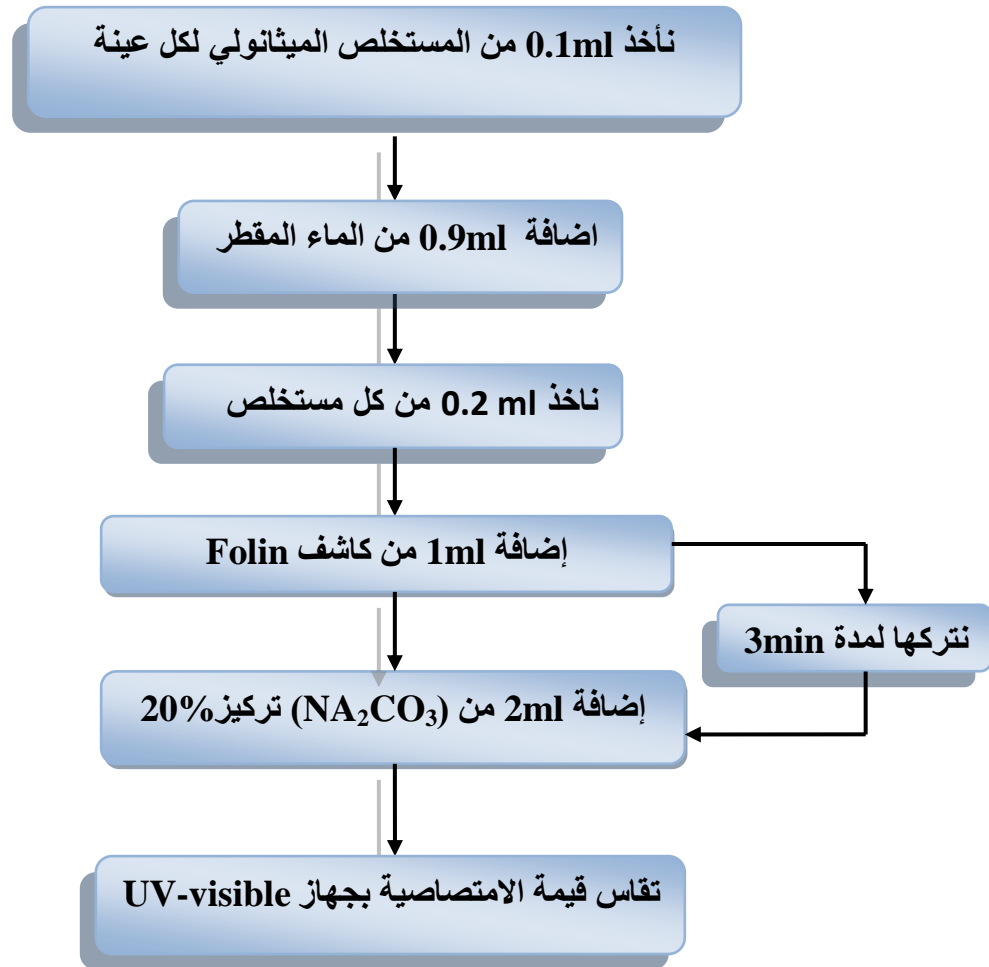 نأخذ 0.1ml من المستخلص الميثانولي لكل عينة
اضافة 0.9ml من الماء المقطر
ناخذ 0.2 ml من كل مستخلص
إضافة 1ml من كاشف Folin
نتركها لمدة 3min
إضافة 2ml من (NA₂CO₃) تركيز20%
تقاس قيمة الامتصاصية بجهاز UV-visible